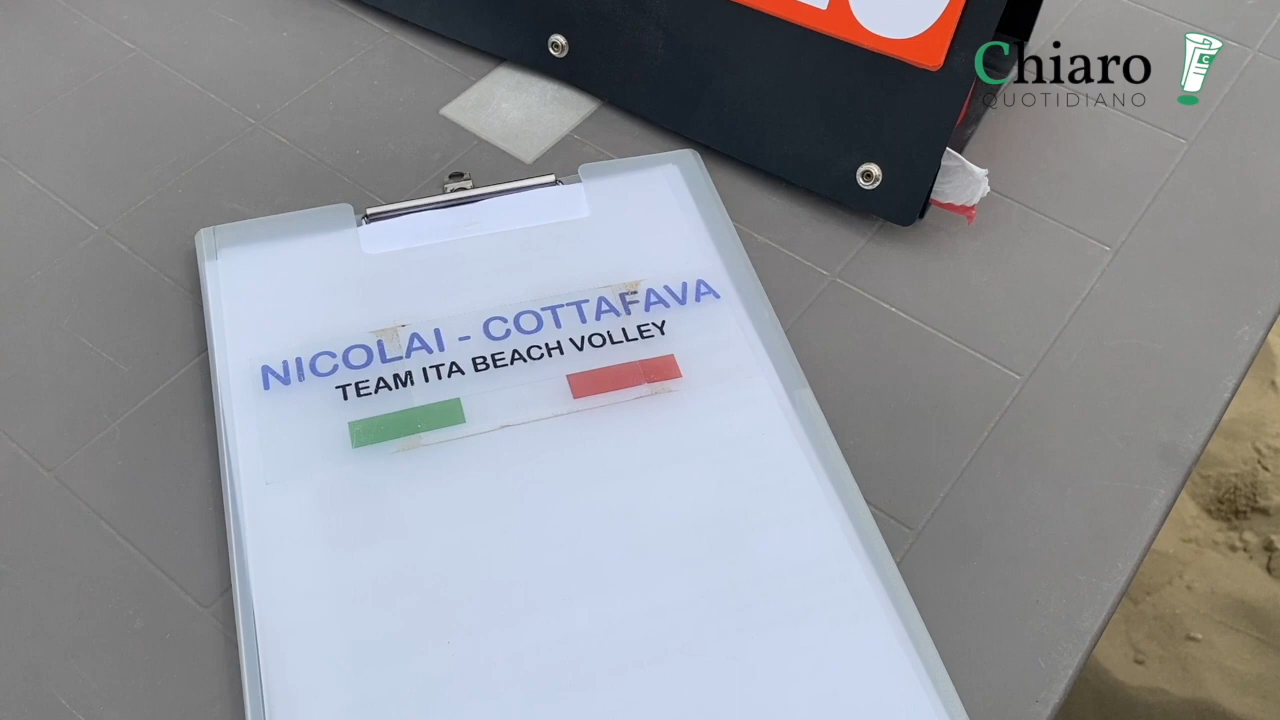 Chiaro
QUOTIDIANO
NICOLAI - COTTAFAVA
TEAM ITA BEACH VOLLEY